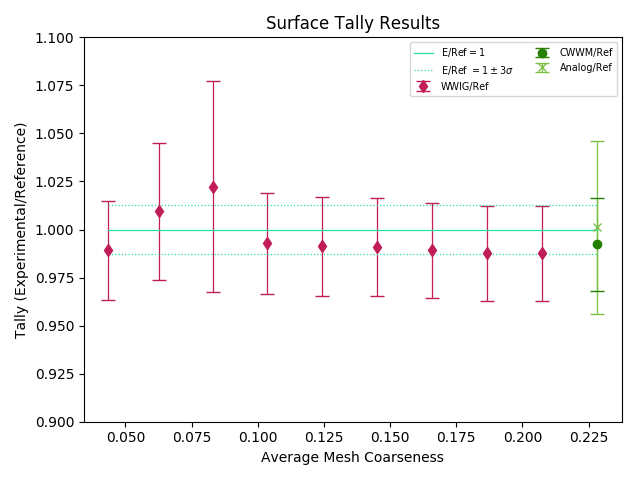 Surface Tally Results
Tally (Experimental/Reference)
1.100
1.075
1.050
1.025
1.000
0.975
0.950
0.925
0.900
E/Ref = 1
E/Ref = 1 ± 3σ
WWIG/Ref
CWWM/Ref
Analog/Ref
0.050 0.075 0.100 0.125 0.150 0.175 0.200 0.225
Average Mesh Coarseness